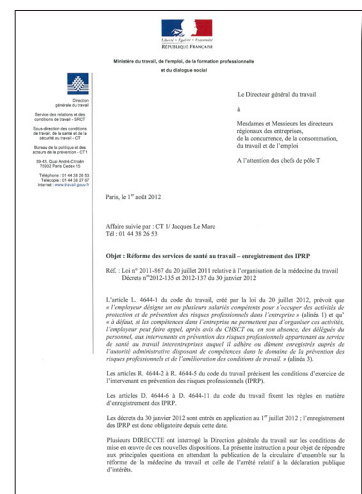 Liberté • Égalité • Fraternité
RÉPUBLIQUE FRANÇAISE
Ministère du travail, de l'emploi, de la formation professionnelle
et du dialogue social
Direction
générale du travail
Service des relations et des
conditions de travail - SRCT
Sous-direction des conditions
de travail, de la santé et de la
sécurité au travail - CT
Bureau de la politique et des
acteurs de la prévention - CT1
39-43, Quai André-Citroën
75902 Paris Cedex 15
Téléphone : 01 44 38 26 53
Télécopie : 01 44 38 27 67
Internet : www.travail.gouv.fr
Le Directeur général du travail
à
Mesdames et Messieurs les directeurs
régionaux des entreprises,
de la concurrence, de la consommation,
du travail et de l'emploi
A l'attention des chefs de pôle T
Paris, le 1er août 2012
Affaire suivie par : CT 1/ Jacques Le Marc
Tél : 01 44 38 26 53
Objet : Réforme des services de santé au travail – enregistrement des IPRP
Réf. : Loi n° 2011-867 du 20 juillet 2011 relative à l'organisation de la médecine du travail
Décrets n°2012-135 et 2012-137 du 30 janvier 2012
L'article L. 4644-1 du code du travail, créé par la loi du 20 juillet 2012, prévoit que
« l'employeur désigne un ou plusieurs salariés compétents pour s'occuper des activités de
protection et de prévention des risques professionnels dans l'entreprise » (alinéa 1) et qu'
« à défaut, si les compétences dans l'entreprise ne permettent pas d'organiser ces activités,
l'employeur peut faire appel, après avis du CHSCT ou, en son absence, des délégués du
personnel, aux intervenants en prévention des risques professionnels appartenant au service
de santé au travail interentreprises auquel il adhère ou dûment enregistrés auprès de
l'autorité administrative disposant de compétences dans le domaine de la prévention des
risques professionnels et de l'amélioration des conditions de travail. » (alinéa 3).
Les articles R. 4644-2 à R. 4644-5 du code du travail précisent les conditions d'exercice de
l'intervenant en prévention des risques professionnels (IPRP).
Les articles D. 4644-6 à D. 4644-11 du code du travail fixent les règles en matière
d'enregistrement des IPRP.
Les décrets du 30 janvier 2012 sont entrés en application au 1er juillet 2012 ; l'enregistrement
des IPRP est donc obligatoire depuis cette date.
Plusieurs DIRECCTE ont interrogé la Direction générale du travail sur les conditions de
mise en œuvre de ces nouvelles dispositions. La présente instruction a pour objet de répondre
aux principales questions en attendant la publication de la circulaire d'ensemble sur la
réforme de la médecine du travail et celle de l'arrêté relatif à la déclaration publique
d'intérêts.